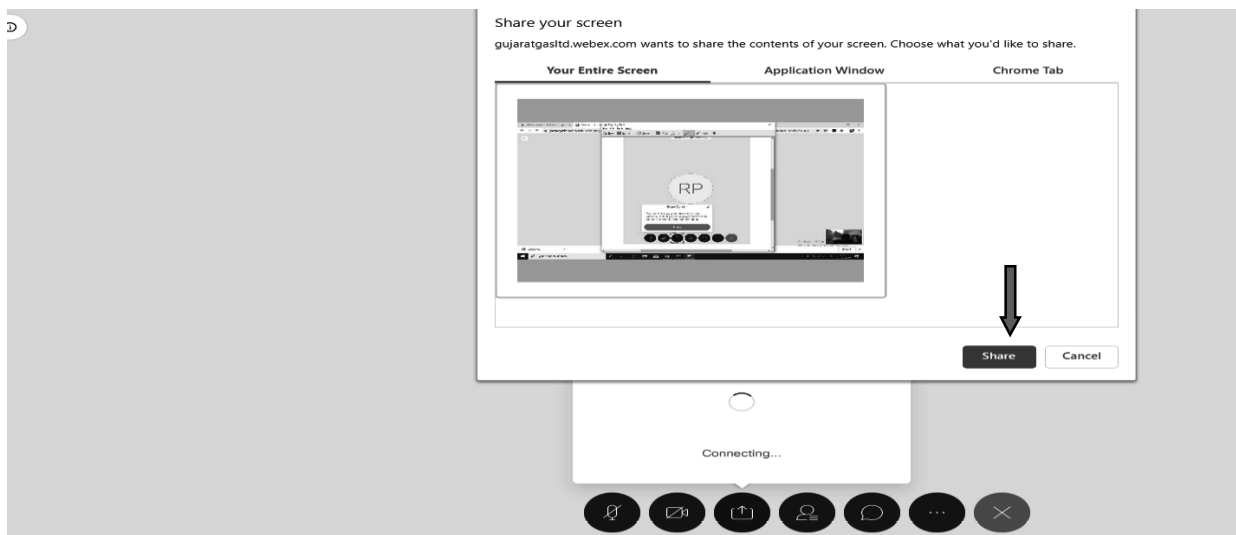 Share your screen
gujaratgasltd.webex.com wants to share the contents of your screen. Choose what you'd like to share.
Your Entire Screen Application Window Chrome Tab
RP
Share Cancel
Connecting...